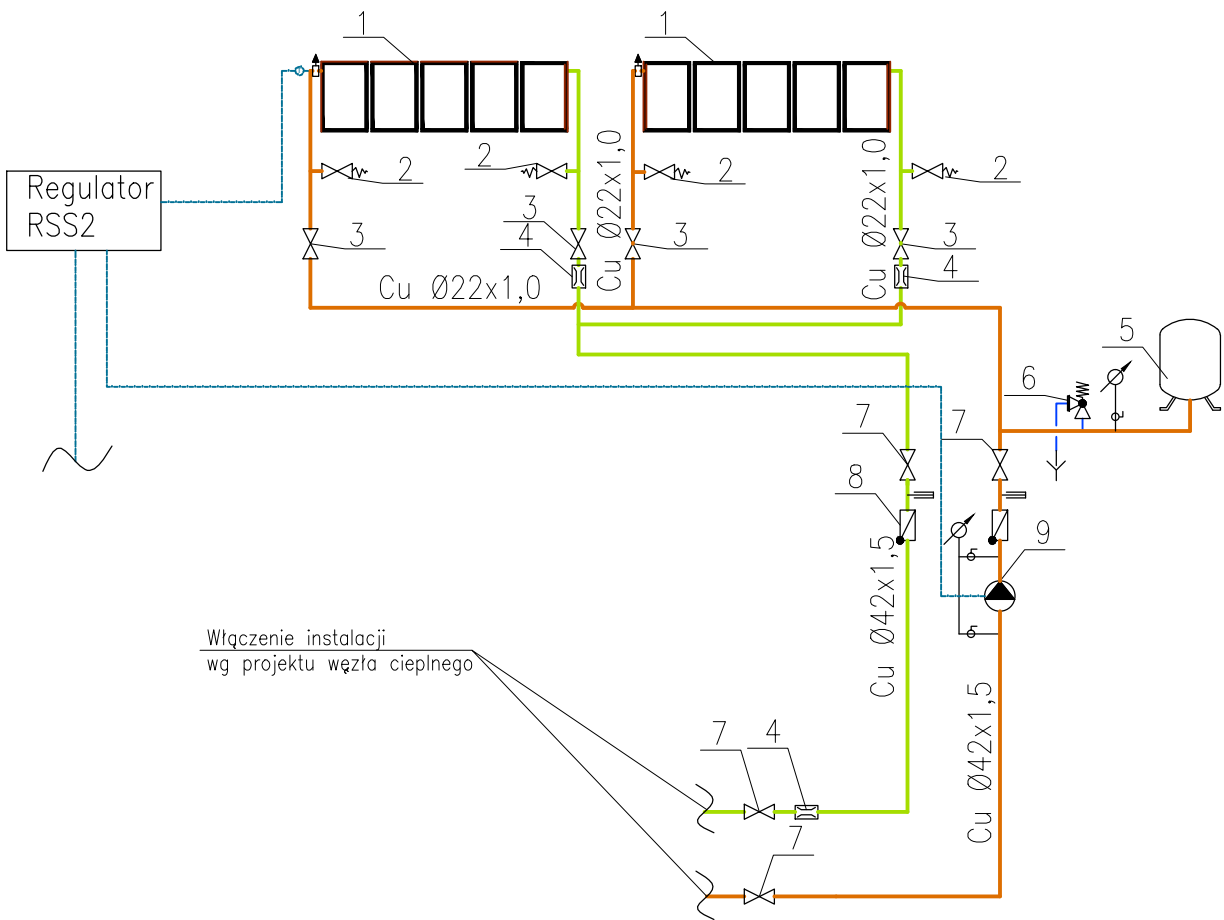 1
1
2
2
2
2
Regulator
RSS2
3
3
3
3
4
4
Cu Ø22x1,0
Cu Ø22x1,0
Cu Ø22x1,0
5
6
7
7
8
9
Cu Ø42x1,5
Włączenie instalacji
wg projektu węzła cieplnego
Cu Ø42x1,5
7
4
7